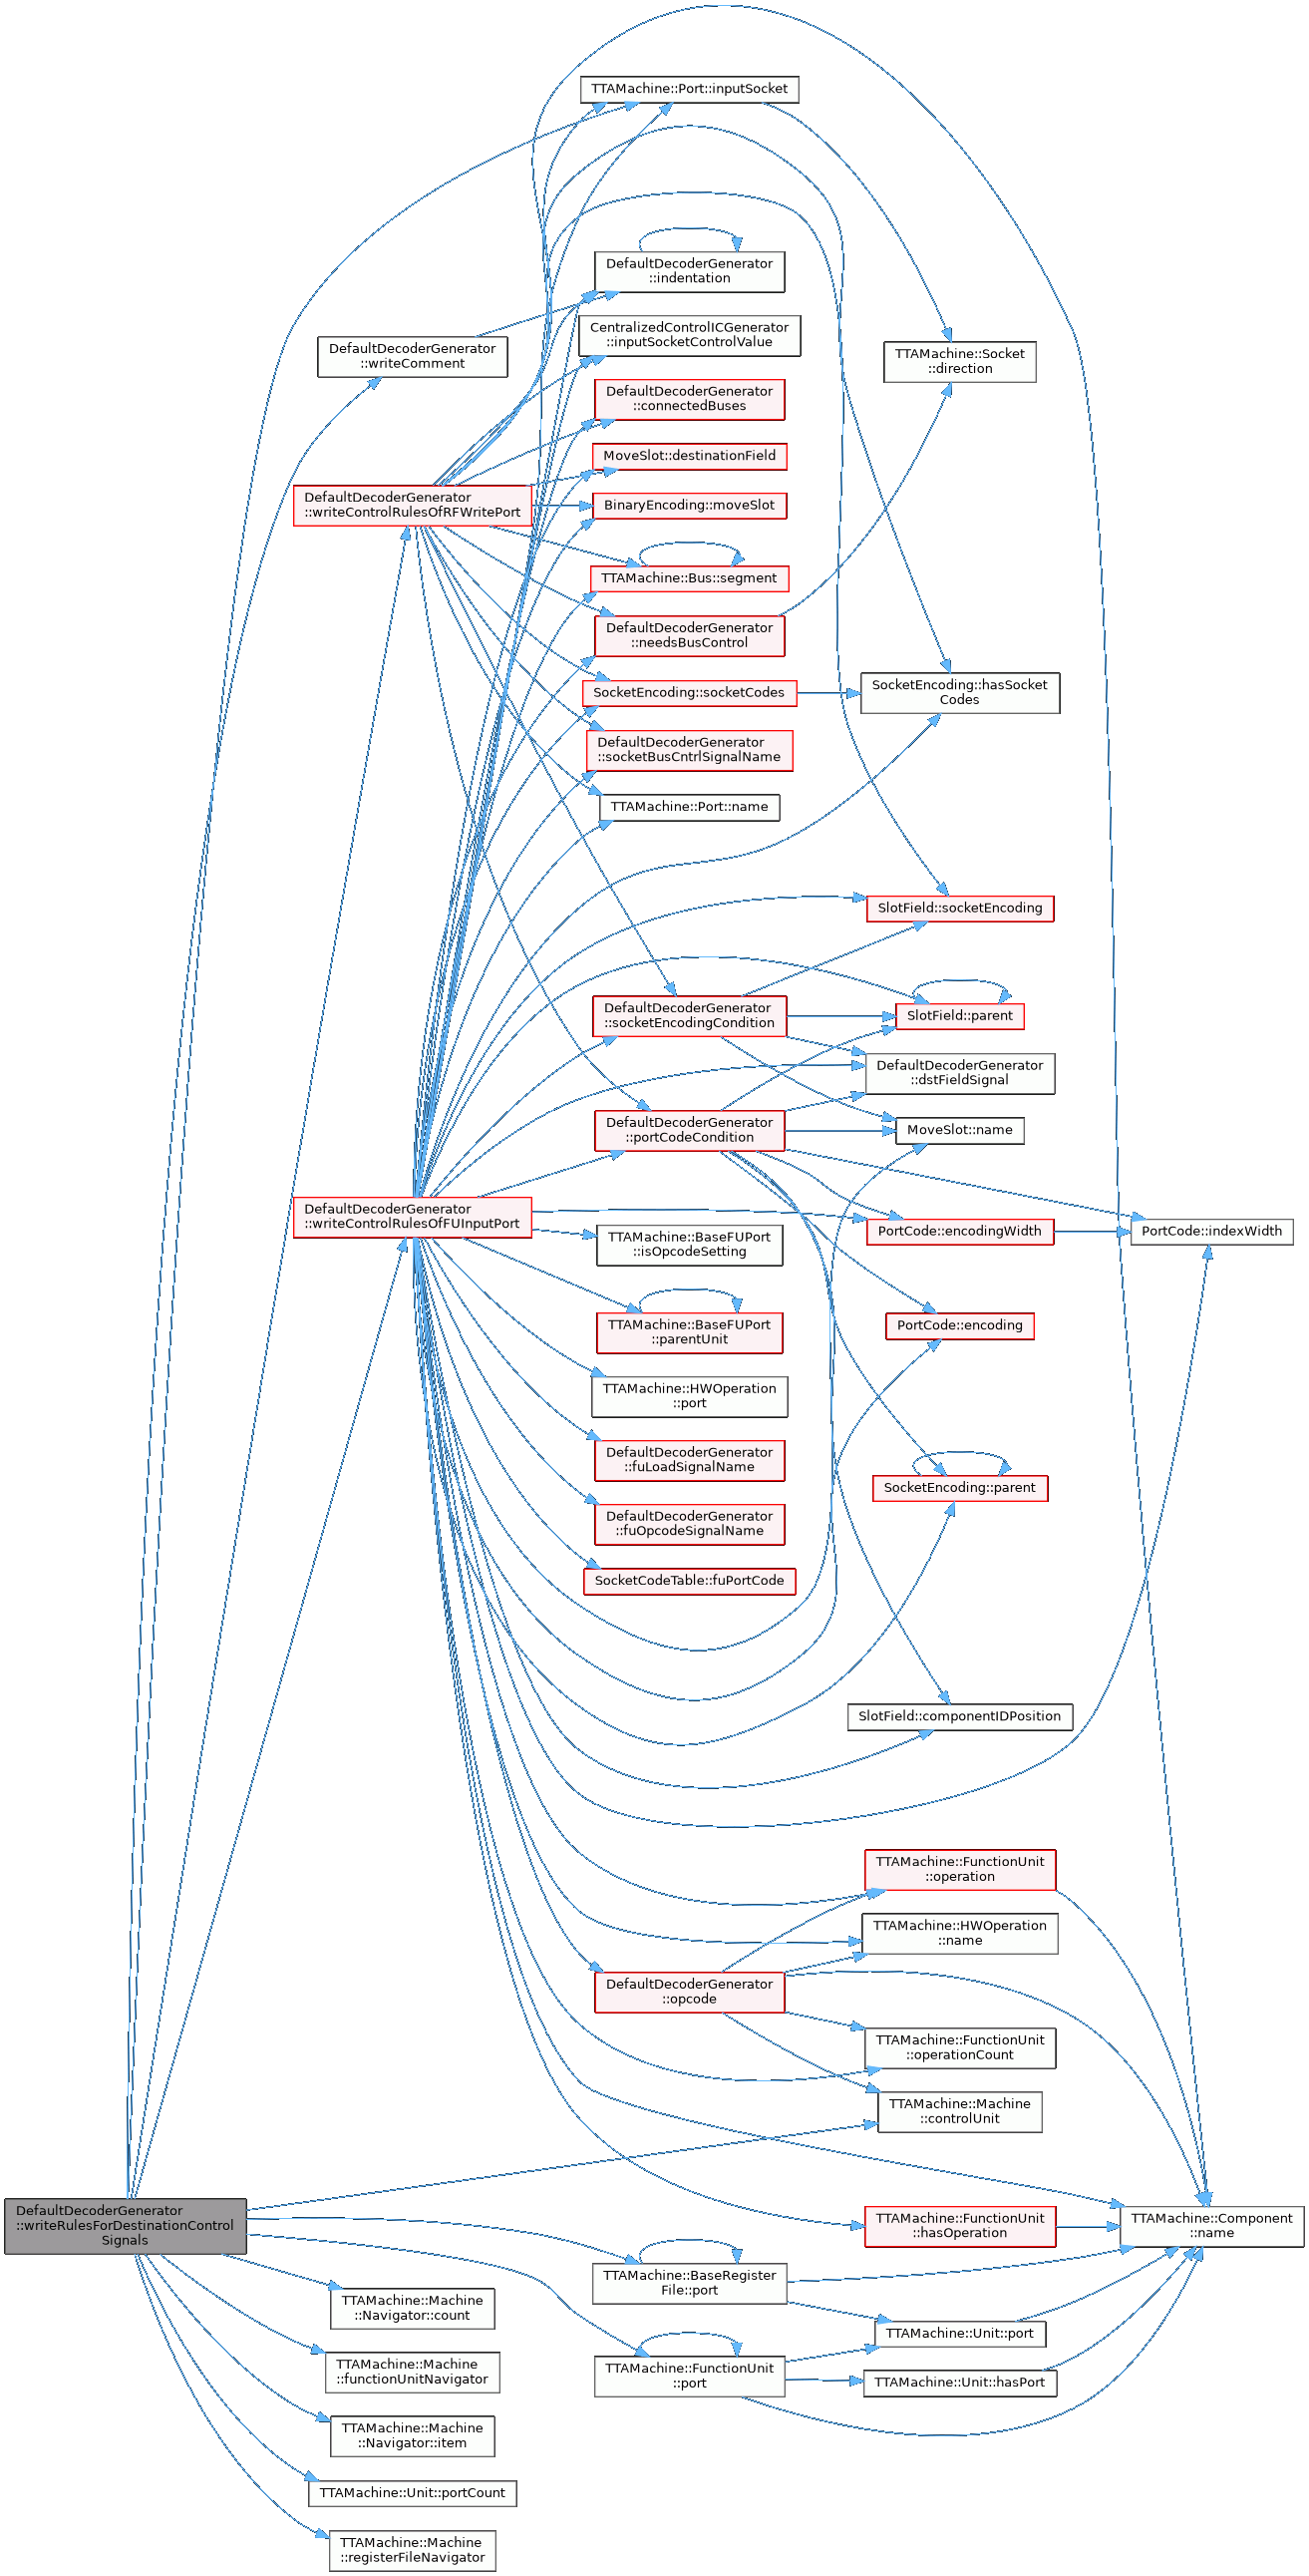 TTAMachine::Port::inputSocket
DefaultDecoderGenerator
::indentation
CentralizedControlICGenerator
::inputSocketControlValue
DefaultDecoderGenerator
::writeComment
TTAMachine::Socket
::direction
DefaultDecoderGenerator
::connectedBuses
MoveSlot::destinationField
DefaultDecoderGenerator
::writeControlRulesOfRFWritePort
BinaryEncoding::moveSlot
TTAMachine::Bus::segment
DefaultDecoderGenerator
::needsBusControl
SocketEncoding::socketCodes
SocketEncoding::hasSocket
Codes
DefaultDecoderGenerator
::socketBusCntrlSignalName
TTAMachine::Port::name
SlotField::socketEncoding
DefaultDecoderGenerator
::socketEncodingCondition
SlotField::parent
DefaultDecoderGenerator
::dstFieldSignal
DefaultDecoderGenerator
::portCodeCondition
MoveSlot::name
DefaultDecoderGenerator
::writeControlRulesOfFUInputPort
PortCode::encodingWidth
PortCode::indexWidth
TTAMachine::BaseFUPort
::isOpcodeSetting
TTAMachine::BaseFUPort
::parentUnit
PortCode::encoding
TTAMachine::HWOperation
::port
DefaultDecoderGenerator
::fuLoadSignalName
SocketEncoding::parent
DefaultDecoderGenerator
::fuOpcodeSignalName
SocketCodeTable::fuPortCode
SlotField::componentIDPosition
TTAMachine::FunctionUnit
::operation
TTAMachine::HWOperation
::name
DefaultDecoderGenerator
::opcode
TTAMachine::FunctionUnit
::operationCount
TTAMachine::Machine
::controlUnit
DefaultDecoderGenerator
::writeRulesForDestinationControl
Signals
TTAMachine::FunctionUnit
::hasOperation
TTAMachine::Component
::name
TTAMachine::BaseRegister
File::port
TTAMachine::Machine
::Navigator::count
TTAMachine::Unit::port
TTAMachine::Machine
::functionUnitNavigator
TTAMachine::FunctionUnit
::port
TTAMachine::Unit::hasPort
TTAMachine::Machine
::Navigator::item
TTAMachine::Unit::portCount
TTAMachine::Machine
::registerFileNavigator